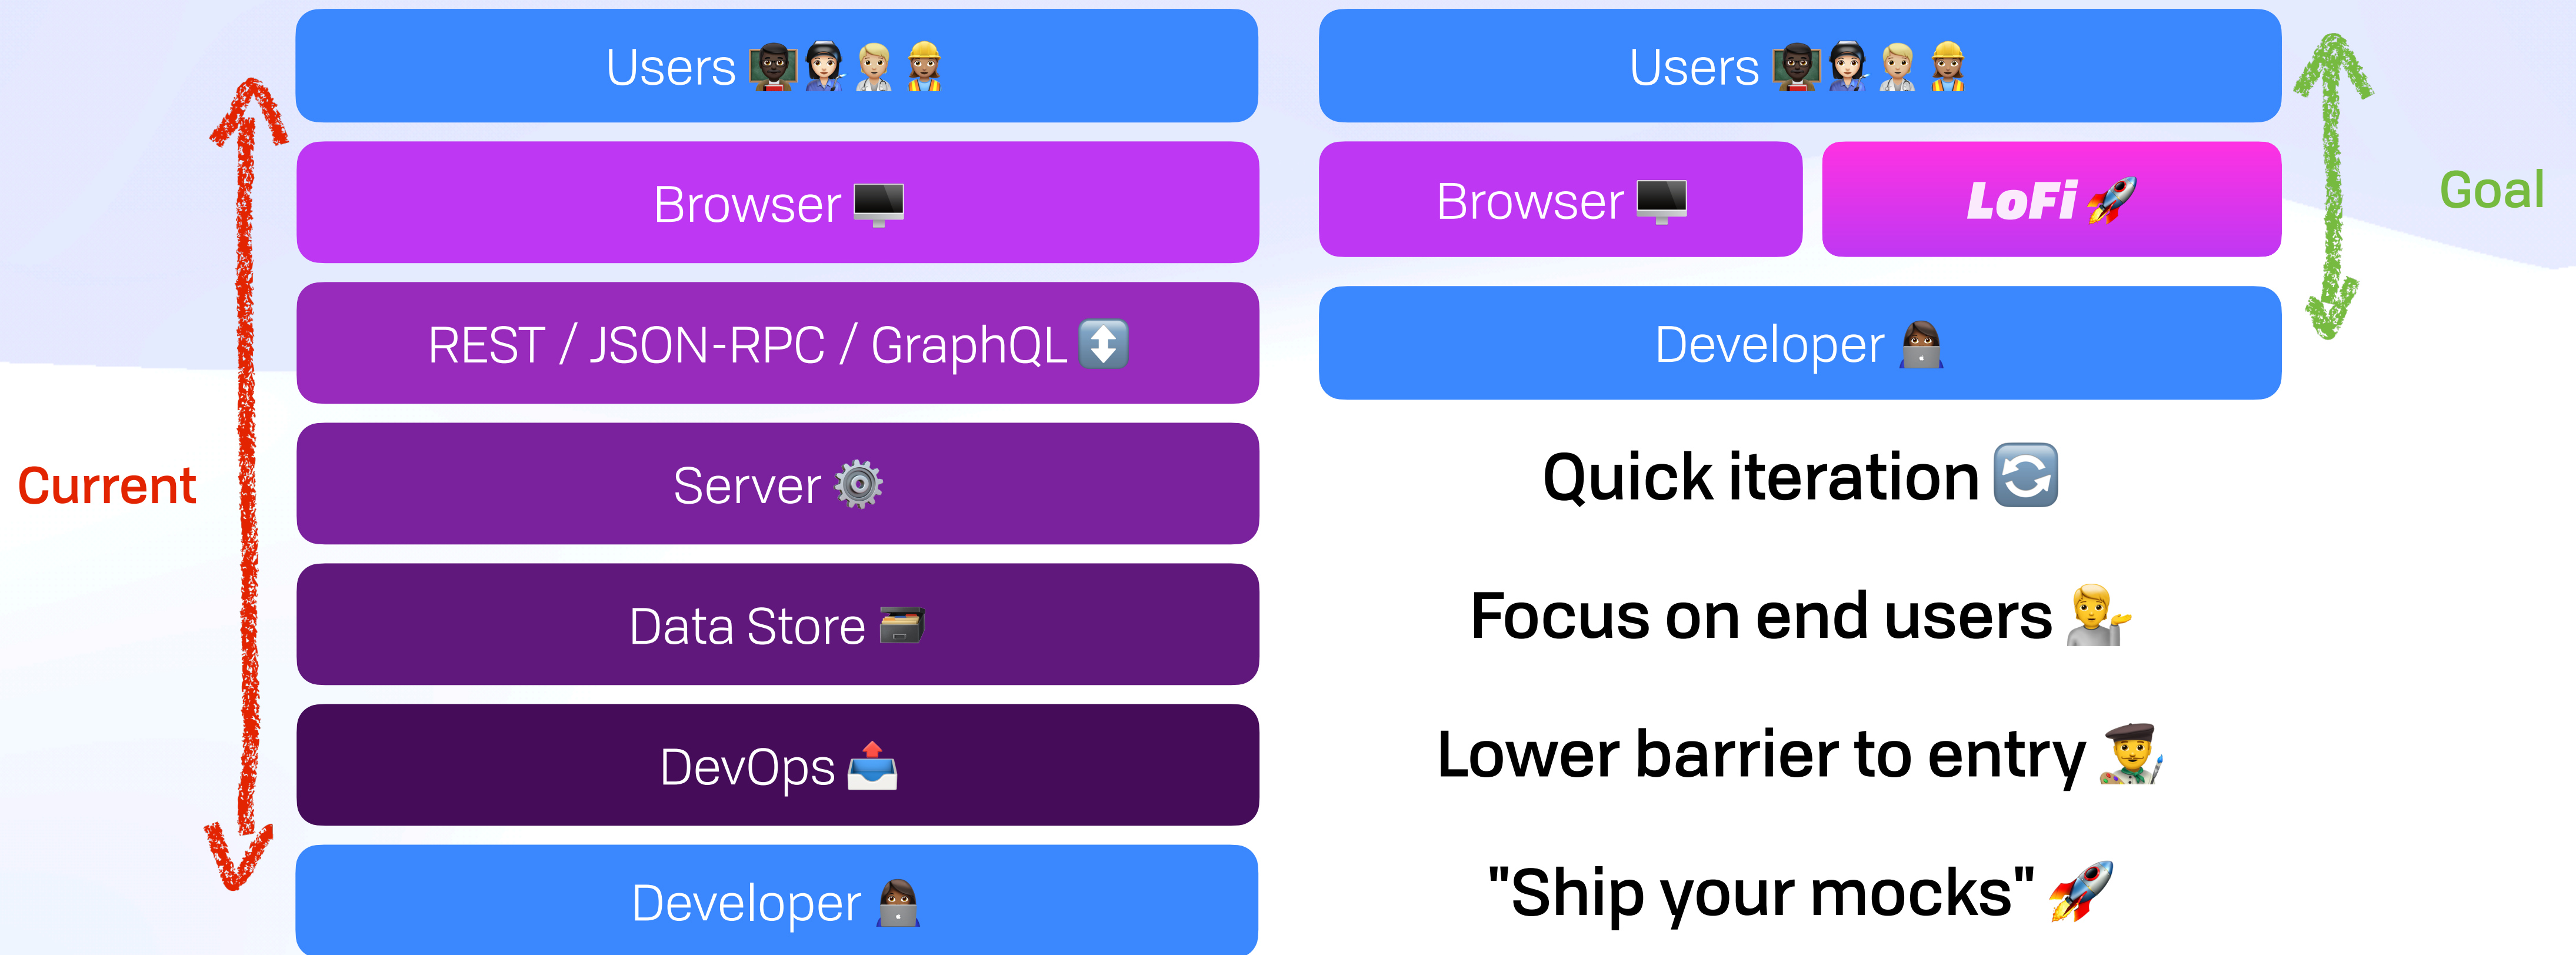 Current
Users 👨🏿‍🏫👩🏻‍🏭🧑🏼‍⚕️👷🏽‍♀️
Browser 🖥️
REST / JSON-RPC / GraphQL ↕️
Server ⚙️
Data Store 🗃️
DevOps 📤
Developer 👩🏾‍💻
Users 👨🏿‍🏫👩🏻‍🏭🧑🏼‍⚕️👷🏽‍♀️
Browser 🖥️
LoFi 🚀
Developer 👩🏾‍💻
Goal
Quick iteration 🔄
Focus on end users 💁
Lower barrier to entry 👨‍🎨
"Ship your mocks" 🚀